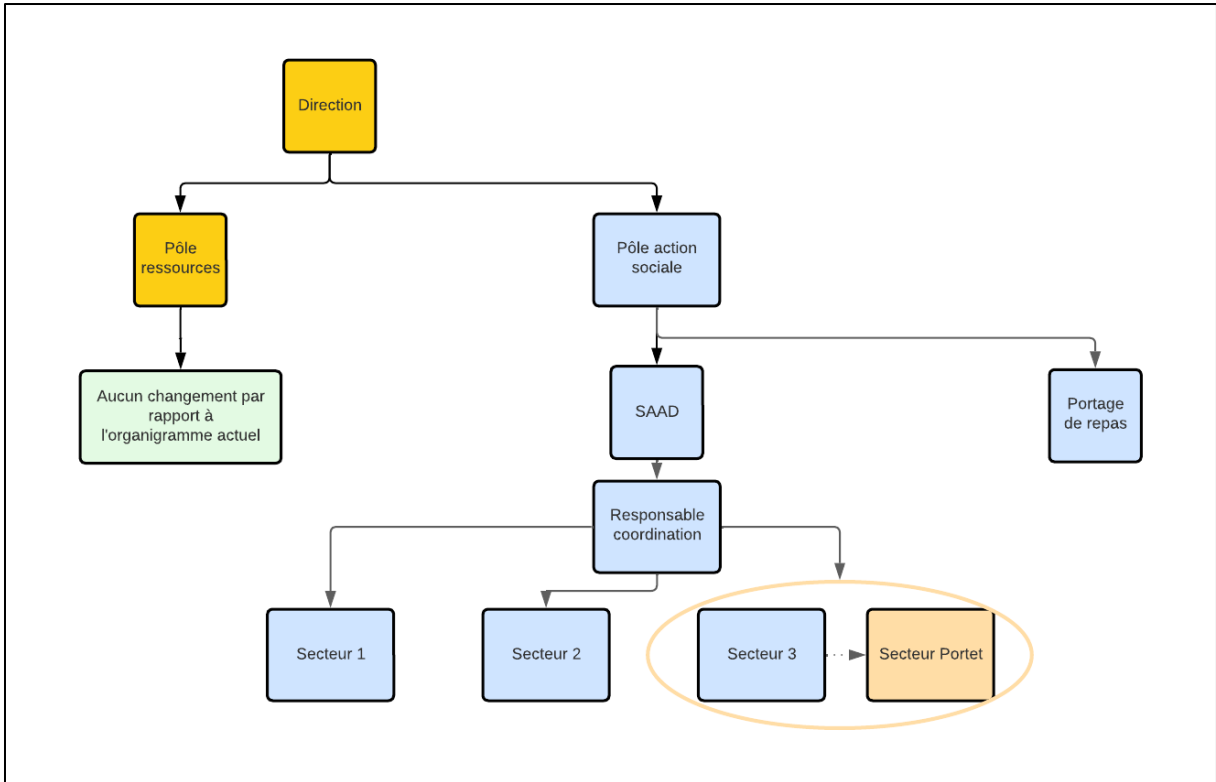 Direction
Pôle
ressources
Pôle action
sociale
Aucun changement par
rapport à
l'organigramme actuel
SAAD
Portage
de repas
Responsable
coordination
Secteur 1
Secteur 2
Secteur 3
Secteur Portet